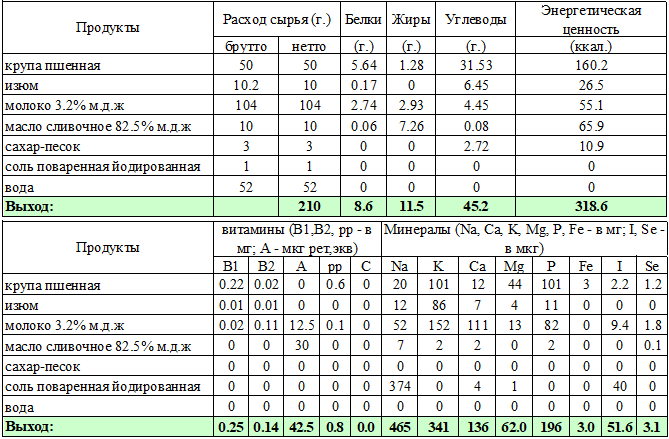 Продукты Расход сырья (г.) Белки Жиры Углеводы Энергетическая ценность
брутто нетто (г.) (г.) (г.) (ккал.)
крупа пшенная 50 50 5.64 1.28 31.53 160.2
изюм 10.2 10 0.17 0 6.45 26.5
молоко 3.2% м.д.ж 104 104 2.74 2.93 4.45 55.1
масло сливочное 82.5% м.д.ж 10 10 0.06 7.26 0.08 65.9
сахар-песок 3 3 0 0 2.72 10.9
соль поваренная йодированная 1 1 0 0 0 0
вода 52 52 0 0 0 0
Выход: 210 8.6 11.5 45.2 318.6
Продукты витамины (В1,В2, рр - в мг; А - мкг рет,экв) Минералы (Na, Ca, K, Mg, P, Fe - в мг; I, Se - в мкг)
В1 В2 А рр С Na K Ca Mg P Fe I Se
крупа пшенная 0.22 0.02 0 0.6 0 20 101 12 44 101 3 2.2 1.2
изюм 0.01 0.01 0 0 0 12 86 7 4 11 0 0 0
молоко 3.2% м.д.ж 0.02 0.11 12.5 0.1 0 52 152 111 13 82 0 9.4 1.8
масло сливочное 82.5% м.д.ж 0 0 30 0 0 7 2 2 0 2 0 0 0.1
сахар-песок 0 0 0 0 0 0 0 0 0 0 0 0 0
соль поваренная йодированная 0 0 0 0 0 374 0 4 1 0 0 40 0
вода 0 0 0 0 0 0 0 0 0 0 0 0 0
Выход: 0.25 0.14 42.5 0.8 0.0 465 341 136 62.0 196 3.0 51.6 3.1